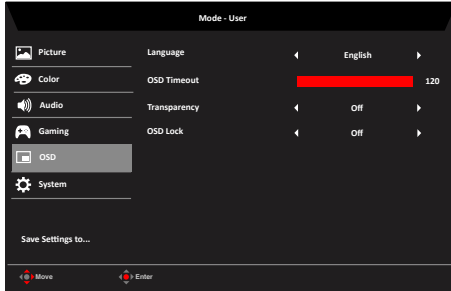 Mode - User
Picture
Color
Audio
Gaming
OSD
System
Language English
OSD Timeout 120
Transparency Off
OSD Lock Off
Save Settings to...
Move Enter